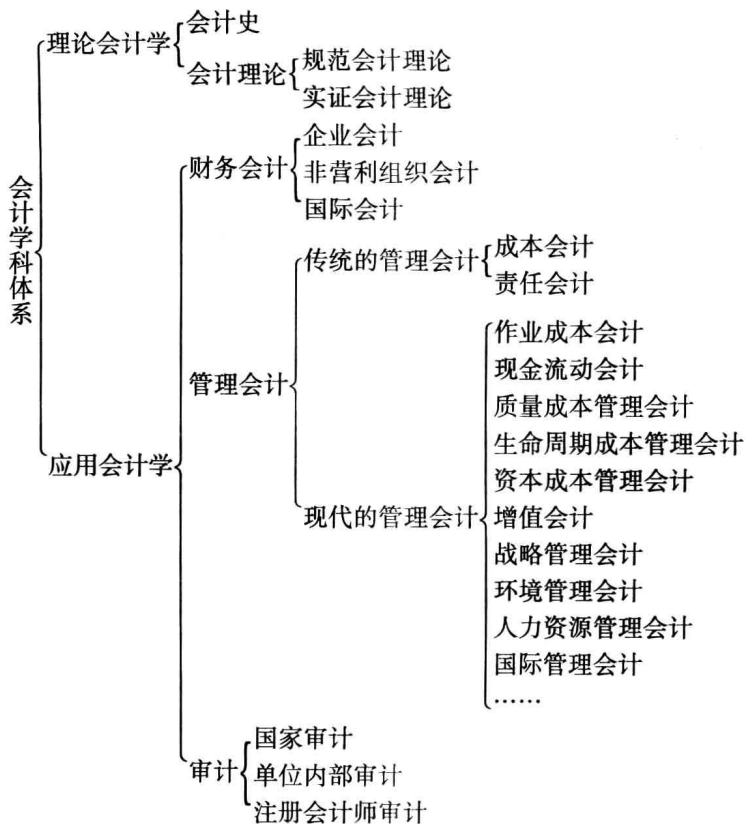 会计学科体系
理论会计学
会计史
会计理论
规范会计理论
实证会计理论
应用会计学
财务会计
企业会计
非营利组织会计
国际会计
管理会计
传统的管理会计
成本会计
责任会计
现代的管理会计
作业成本会计
现金流动会计
质量成本管理会计
生命周期成本管理会计
资本成本管理会计
增值会计
战略管理会计
环境管理会计
人力资源管理会计
国际管理会计
……
审计
国家审计
单位内部审计
注册会计师审计